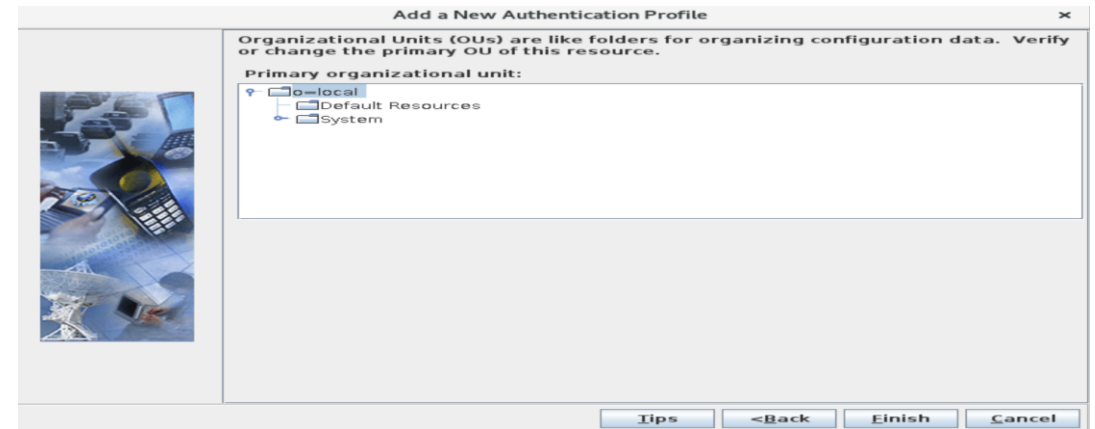 Add a New Authentication Profile
Organizational Units (OUs) are like folders for organizing configuration data. Verify
or change the primary OU of this resource.
Primary organizational unit:
o=local
Default Resources
System
Tips
<Back
Finish
Cancel